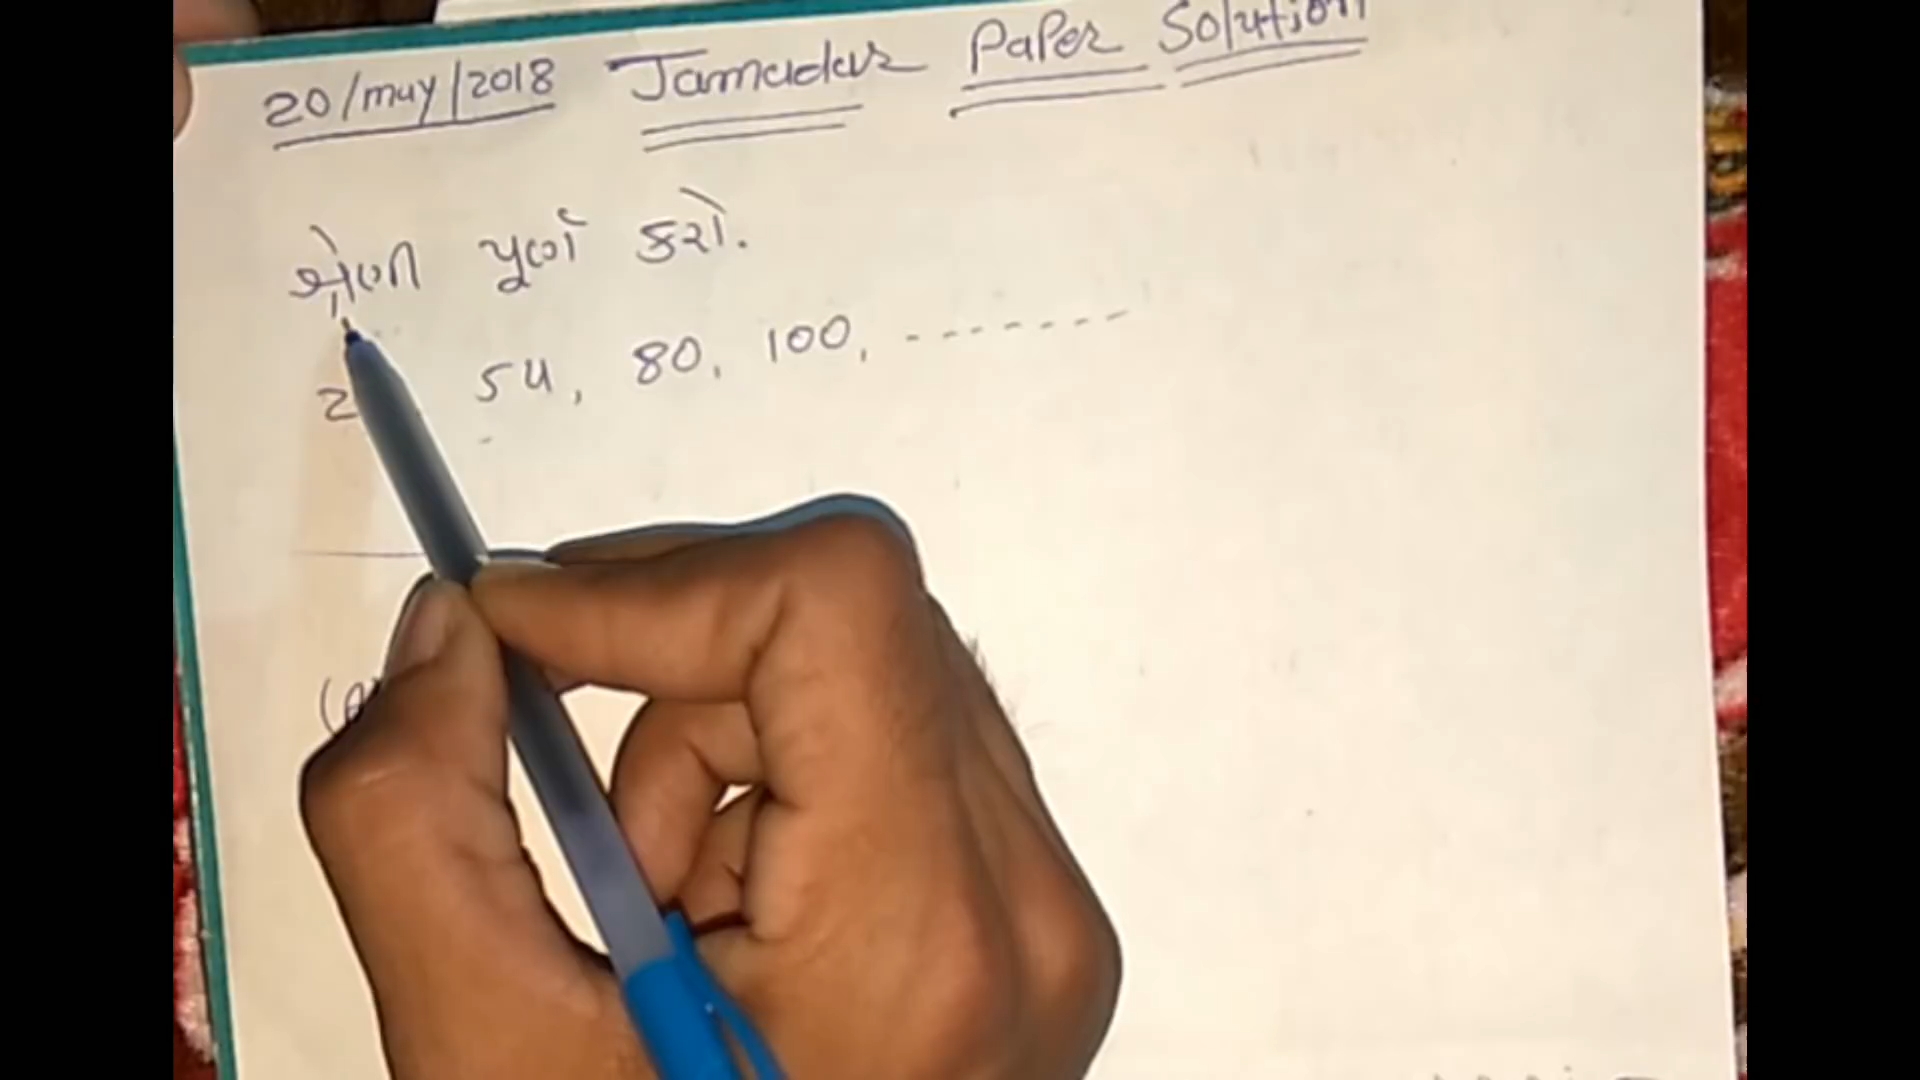 20/may/2018 Jamadar Paper Solution
શ્રેણી પૂર્ણ કરો.
54, 80, 100, --------